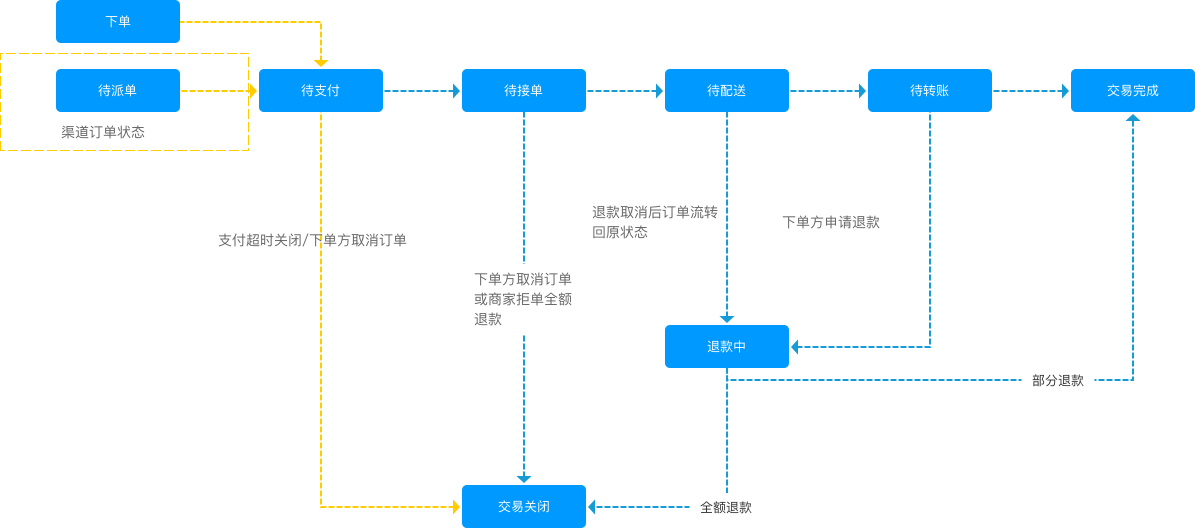 下单
待派单
待支付
待接单
待配送
待转账
交易完成
渠道订单状态
退款取消后订单流转
回原状态
下单方申请退款
支付超时关闭/下单方取消订单
下单方取消订单
或商家拒单全额
退款
退款中
部分退款
交易关闭
全额退款